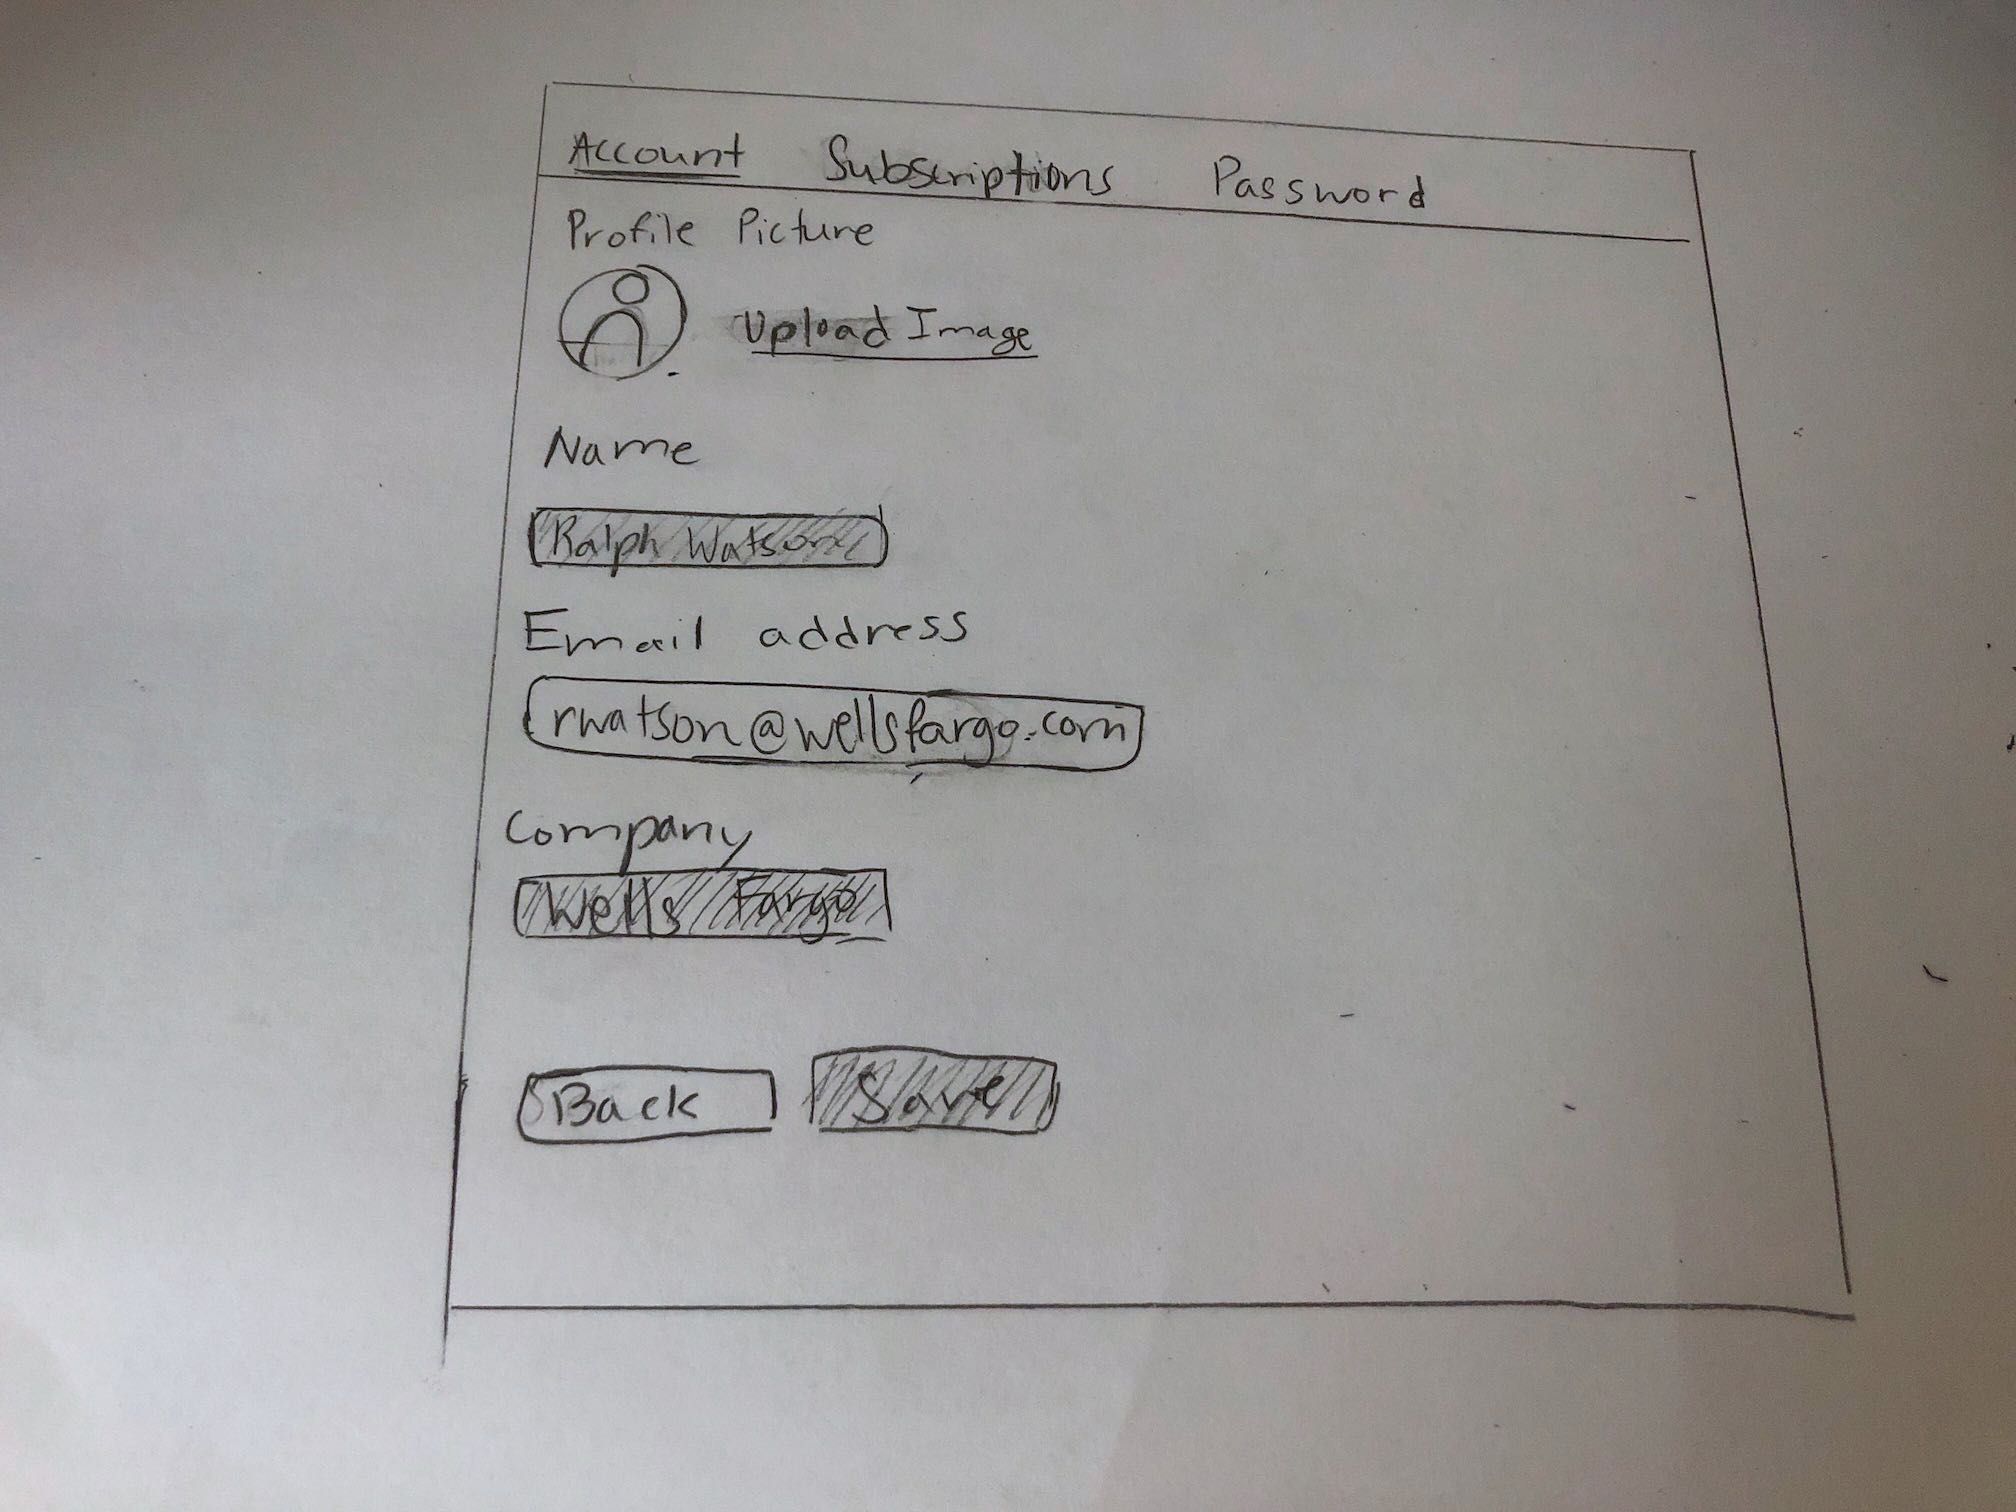 Account Subscriptions Password
Profile Picture
Upload Image
Name
Ralph Watson
Email address
rwatson@wellsfargo.com
Company
Wells Fargo
Back Save